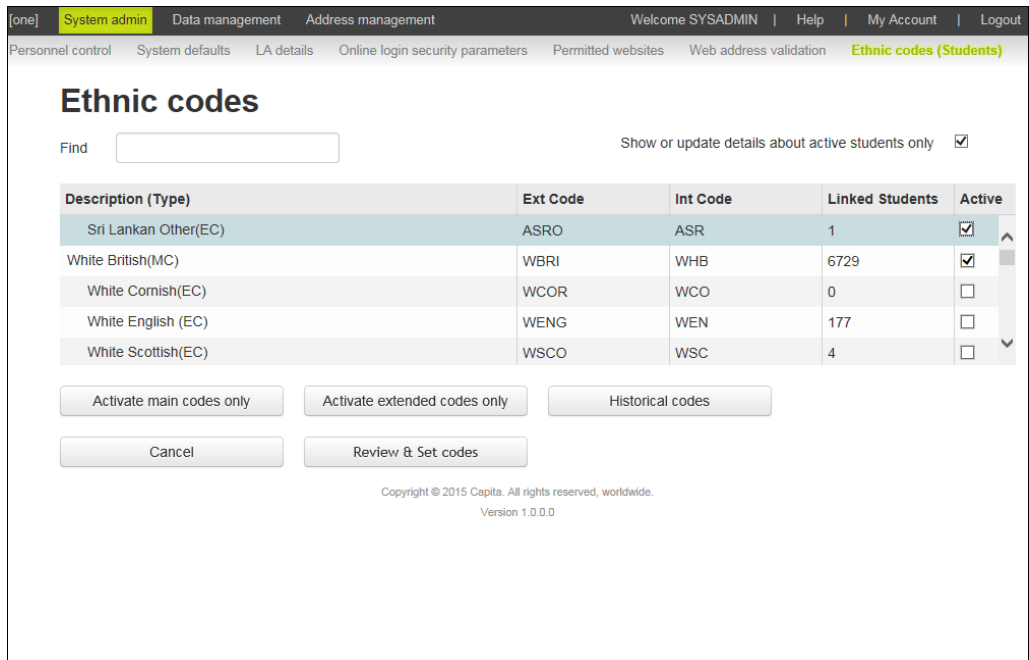 [one] System admin Data management Address management Welcome SYSADMIN | Help | My Account | Logout
Personnel control System defaults LA details Online login security parameters Permitted websites Web address validation Ethnic codes (Students)
Ethnic codes
Find Show or update details about active students only
Description (Type) Ext Code Int Code Linked Students Active
Sri Lankan Other(EC) ASRO ASR 1
White British(MC) WBRI WHB 6729
White Cornish(EC) WCOR WCO 0
White English (EC) WENG WEN 177
White Scottish(EC) WSCO WSC 4
Activate main codes only Activate extended codes only Historical codes
Cancel Review & Set codes
Copyright © 2015 Capita. All rights reserved, worldwide.
Version 1.0.0.0